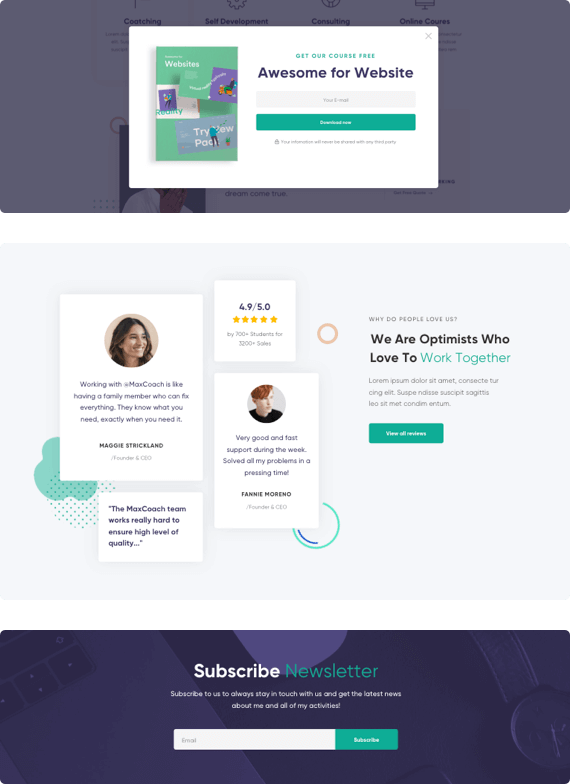 Coatching
Self Development
Consulting
Online Coures
GET OUR COURSE FREE
Awesome for Website
Websites
Reality
Try New
Pack
Your E-mail
Download now
Your information will never be shared with any third party
dream come true.
4.9/5.0
by 700+ Students for
3200+ Sales
Working with @MaxCoach is like
having a family member who can fix
everything. They know what you
need, exactly when you need it.
MAGGIE STRICKLAND
/Founder & CEO
Very good and fast
support during the week.
Solved all my problems in a
pressing time!
FANNIE MORENO
/Founder & CEO
"The MaxCoach team
works really hard to
ensure high level of
quality..."
WHY DO PEOPLE LOVE US?
We Are Optimists Who
Love To Work Together
Lorem ipsum dolor sit amet, consecte tur
cing elit. Suspe ndisse suscipit sagittis
leo sit met condim entum.
View all reviews
Subscribe Newsletter
Subscribe to us to always stay in touch with us and get the latest news
about me and all of my activities!
Email
Subscribe